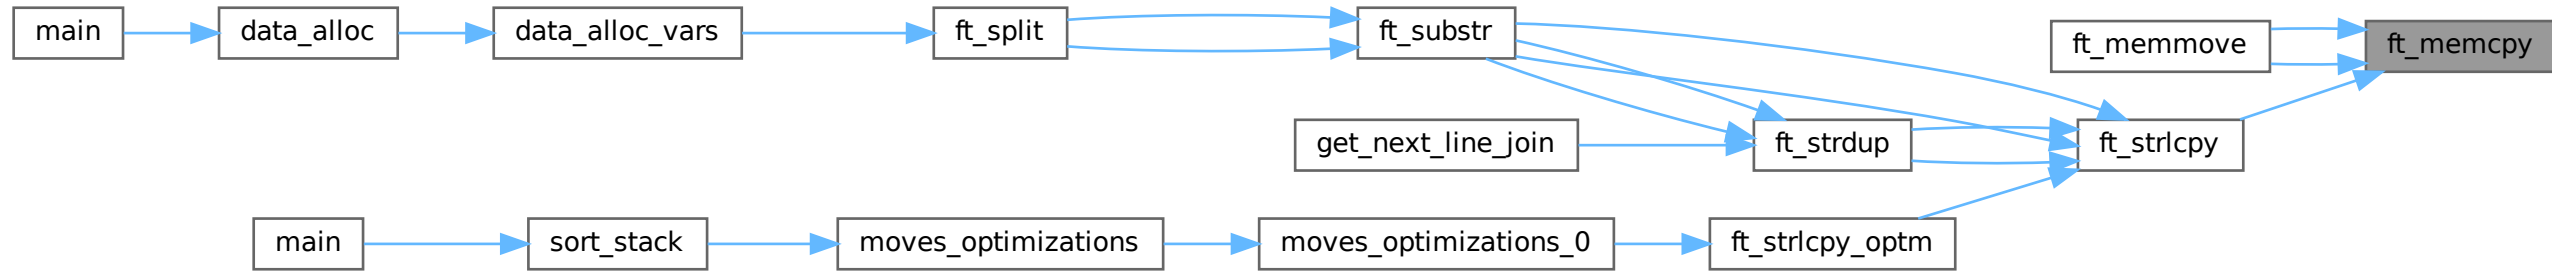 main
data_alloc
data_alloc_vars
ft_split
ft_substr
ft_memmove
ft_memcpy
get_next_line_join
ft_strdup
ft_strlcpy
main
sort_stack
moves_optimizations
moves_optimizations_0
ft_strlcpy_optm